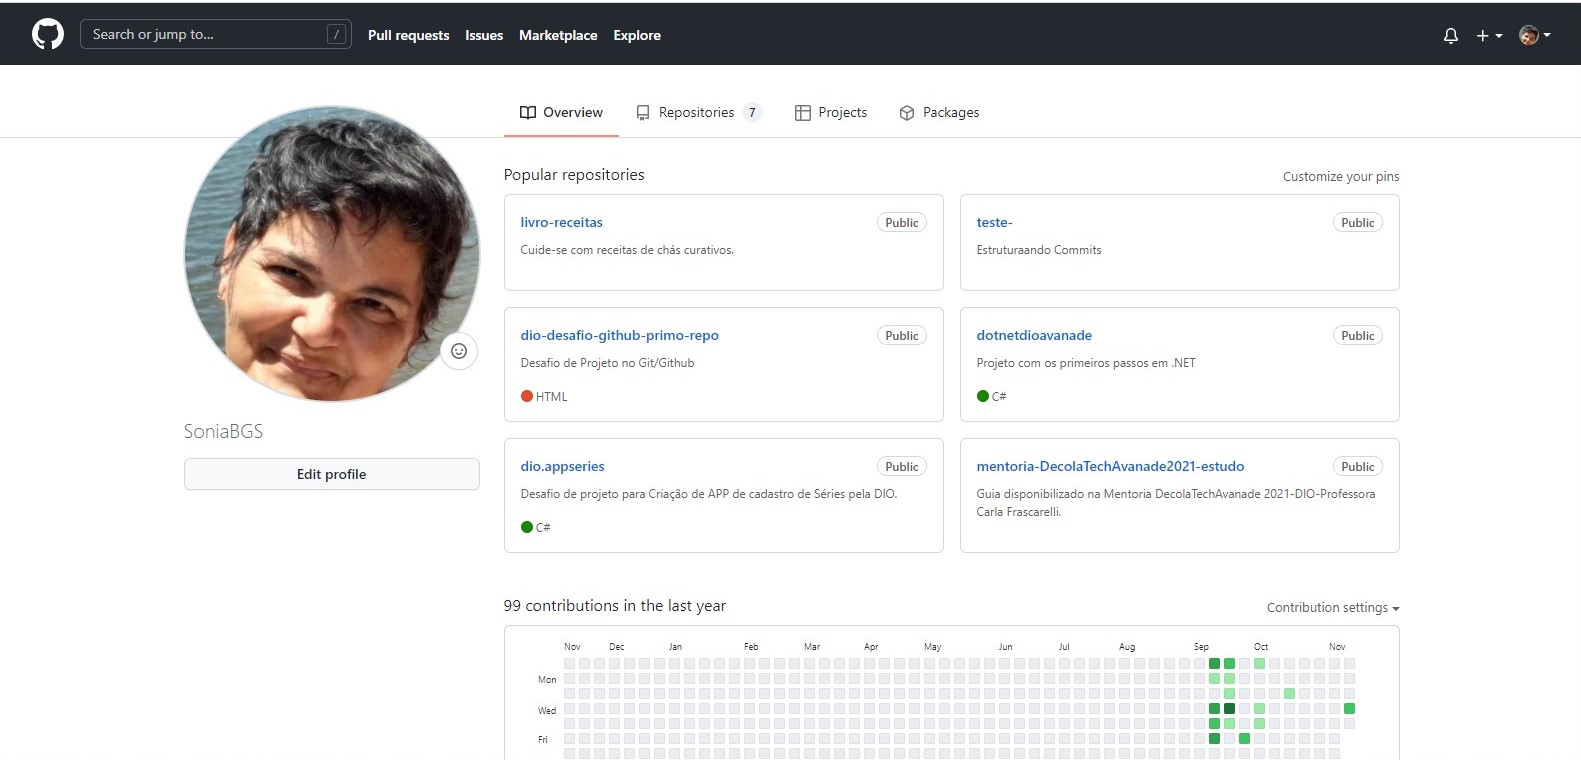 Search or jump to...
/
Pull requests
Issues
Marketplace
Explore
Overview
Repositories 7
Projects
Packages
SoniaBGS
Edit profile
Popular repositories
Customize your pins
livro-receitas
Public
Cuide-se com receitas de chás curativos.
teste-
Public
Estruturaando Commits
dio-desafio-github-primo-repo
Public
Desafio de Projeto no Git/Github
HTML
dotnetdioavanade
Public
Projeto com os primeiros passos em .NET
C#
dio.appseries
Public
Desafio de projeto para Criação de APP de cadastro de Séries pela DIO.
C#
mentoria-DecolaTechAvanade2021-estudo
Public
Guia disponibilizado na Mentoria DecolaTechAvanade 2021-DIO-Professora
Carla Frascarelli.
99 contributions in the last year
Contribution settings
Nov Dec Jan Feb Mar Apr May Jun Jul Aug Sep Oct Nov
Mon
Wed
Fri